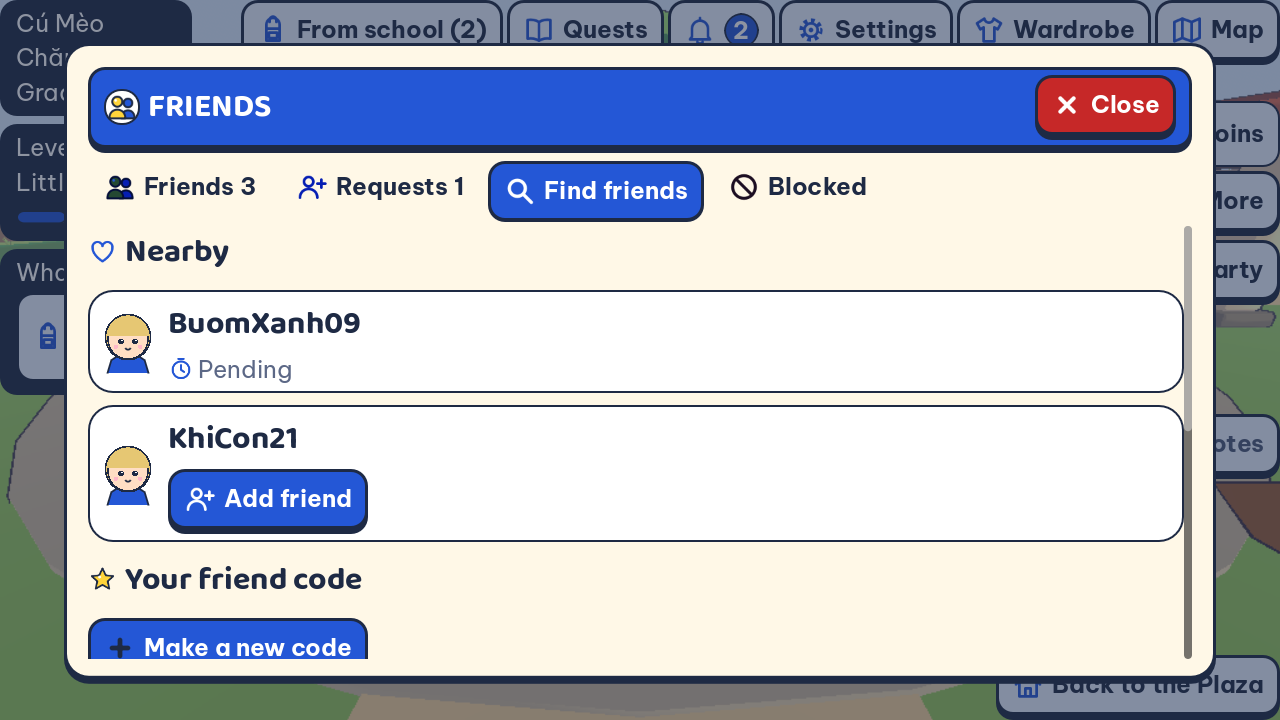 Cú Mèo
From school (2)
Quests
2
Settings
Wardrobe
Map
FRIENDS
Close
Friends 3
Requests 1
Find friends
Blocked
Nearby
BuomXanh09
Pending
KhiCon21
Add friend
Your friend code
Make a new code
Back to the Plaza